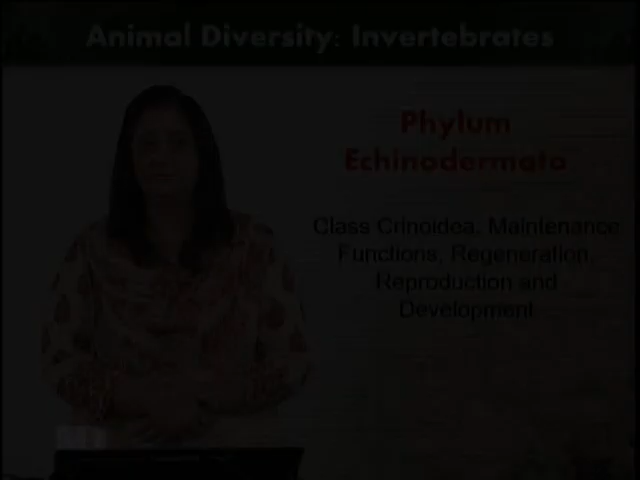 Animal Diversity: Invertebrates
Phylum
Echinodermata
Class Crinoidea: Maintenance
Functions, Regeneration,
Reproduction and
Development